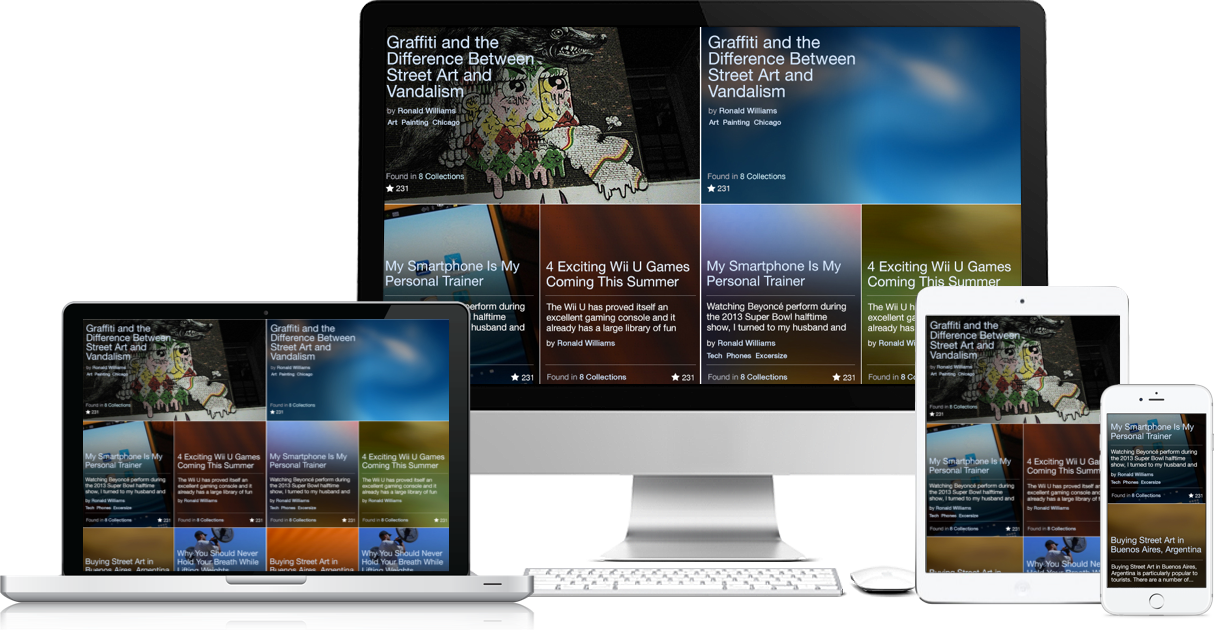 Graffiti and the
Difference Between
Street Art and
Vandalism
by Ronald Williams
Art Painting Chicago
Found in 8 Collections
231
Graffiti and the
Difference Between
Street Art and
Vandalism
by Ronald Williams
Art Painting Chicago
Found in 8 Collections
231
My Smartphone Is My
Personal Trainer
perform during
halftime
husband and
231
4 Exciting Wii U Games
Coming This Summer
The Wii U has proved itself an
excellent gaming console and it
already has a large library of fun
by Ronald Williams
Found in 8 Collections
231
My Smartphone Is My
Personal Trainer
Watching Beyoncé perform during
the 2013 Super Bowl halftime
show, I turned to my husband and
by Ronald Williams
Tech Phones Excersize
Found in 8 Collections
231
4 Exciting Wii U Games
Coming This Summer
The Wii U h
excellent g
already has
by Ronald W
Found in 8 C
Graffiti and the
Difference Between
Street Art and
Vandalism
by Ronald Williams
Art Painting Chicago
Found in 8 Collections
231
Graffiti and the
Difference Between
Street Art and
Vandalism
by Ronald Williams
Art Painting Chicago
Found in 8 Collections
231
My Smartphone Is My
Personal Trainer
Watching Beyoncé perform during
the 2013 Super Bowl halftime
show, I turned to my husband and
by Ronald Williams
Tech Phones Excersize
Found in 8 Collections
231
4 Exciting Wii U Games
Coming This Summer
The Wii U has proved itself an
excellent gaming console and it
already has a large library of fun
by Ronald Williams
Found in 8 Collections
231
My Smartphone Is My
Personal Trainer
Watching Beyoncé perform during
the 2013 Super Bowl halftime
show, I turned to my husband and
by Ronald Williams
Tech Phones Excersize
Found in 8 Collections
231
4 Exciting Wii U Games
Coming This Summer
The Wii U has proved itself an
excellent gaming console and it
already has a large library of fun
by Ronald Williams
Found in 8 Collections
231
Buying Street Art in
Buenos Aires, Argentina
Why You Should Never
Hold Your Breath While
Lifting Weights
Buying Street Art in
Buenos Aires, Argentina
Why You Should Never
Hold Your Breath While
Lifting Weights
Graffiti and the
Difference Between
Street Art and
Vandalism
by Ronald Williams
Art Painting Chicago
Found in 8 Collections
231
My Smartphone Is My
Personal Trainer
Watching Beyoncé perform during
the 2013 Super Bowl halftime
show, I turned to my husband and
by Ronald Williams
Tech Phones Excersize
Found in 8 Collections
231
4 Exciting Wii U Ga
Coming This Summ
The Wii U has proved itself
excellent gaming console a
already has a large library o
by Ronald Williams
Found in 8 Collections
Buying Street Art in
Why You Should Ne
Hold Your Breath W
My Smartphone Is My
Personal Trainer
Watching Beyoncé perform during
the 2013 Super Bowl halftime
show, I turned to my husband and
by Ronald Williams
Tech Phones Excersize
Found in 8 Collections
231
Buying Street Art in
Buenos Aires, Argentina
Buying Street Art in Buenos Aires,
Argentina is particularly popular to
tourists. There are a number of...